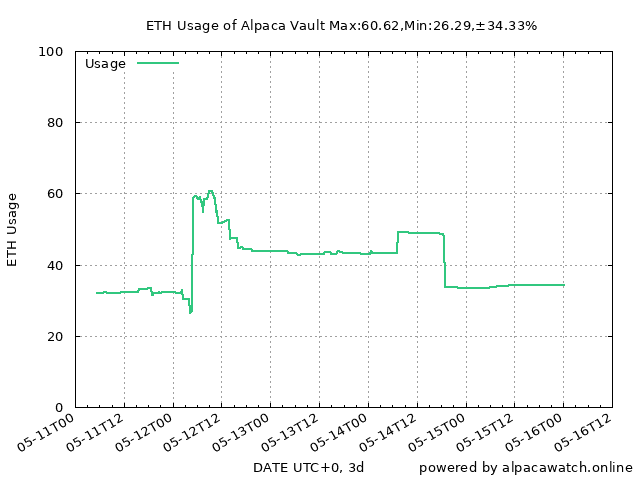 ETH Usage of Alpaca Vault Max:60.62,Min:26.29,±34.33%
Usage
100
80
60
40
20
0
ETH Usage
05-11T00
05-11T12
05-12T00
05-12T12
05-13T00
05-13T12
05-14T00
05-14T12
05-15T00
05-15T12
05-16T00
05-16T12
DATE UTC+0, 3d
powered by alpacawatch.online